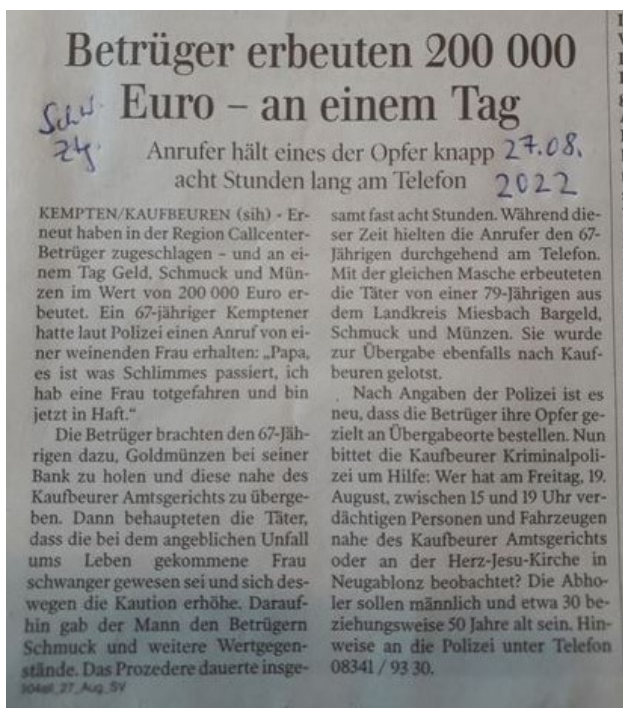 Betrüger erbeuten 200 000
Euro – an einem Tag
Schw.
Ztg.
Anrufer hält eines der Opfer knapp
acht Stunden lang am Telefon
27.08.
2022
KEMPTEN/KAUFBEUREN (sih) - Er-
neut haben in der Region Callcenter-
Betrüger zugeschlagen – und an ei-
nem Tag Geld, Schmuck und Mün-
zen im Wert von 200 000 Euro er-
beutet. Ein 67-jähriger Kemptener
hatte laut Polizei einen Anruf von ei-
ner weinenden Frau erhalten: „Papa,
es ist was Schlimmes passiert, ich
hab eine Frau totgefahren und bin
jetzt in Haft.“
Die Betrüger brachten den 67-Jäh-
rigen dazu, Goldmünzen bei seiner
Bank zu holen und diese nahe des
Kaufbeurer Amtsgerichts zu überge-
ben. Dann behaupteten die Täter,
dass die bei dem angeblichen Unfall
ums Leben gekommene Frau
schwanger gewesen sei und sich des-
wegen die Kaution erhöhe. Darauf-
hin gab der Mann den Betrügern
Schmuck und weitere Wertgegen-
stände. Das Prozedere dauerte insge-
samt fast acht Stunden. Während die-
ser Zeit hielten die Anrufer den 67-
Jährigen durchgehend am Telefon.
Mit der gleichen Masche erbeuteten
die Täter von einer 79-Jährigen aus
dem Landkreis Miesbach Bargeld,
Schmuck und Münzen. Sie wurde
zur Übergabe ebenfalls nach Kauf-
beuren gelotst.
Nach Angaben der Polizei ist es
neu, dass die Betrüger ihre Opfer ge-
zielt an Übergabeorte bestellen. Nun
bittet die Kaufbeurer Kriminalpoli-
zei um Hilfe: Wer hat am Freitag, 19.
August, zwischen 15 und 19 Uhr ver-
dächtigen Personen und Fahrzeugen
nahe des Kaufbeurer Amtsgerichts
oder an der Herz-Jesu-Kirche in
Neugablonz beobachtet? Die Abho-
ler sollen männlich und etwa 30 be-
ziehungsweise 50 Jahre alt sein. Hin-
weise an die Polizei unter Telefon
08341 / 93 30.